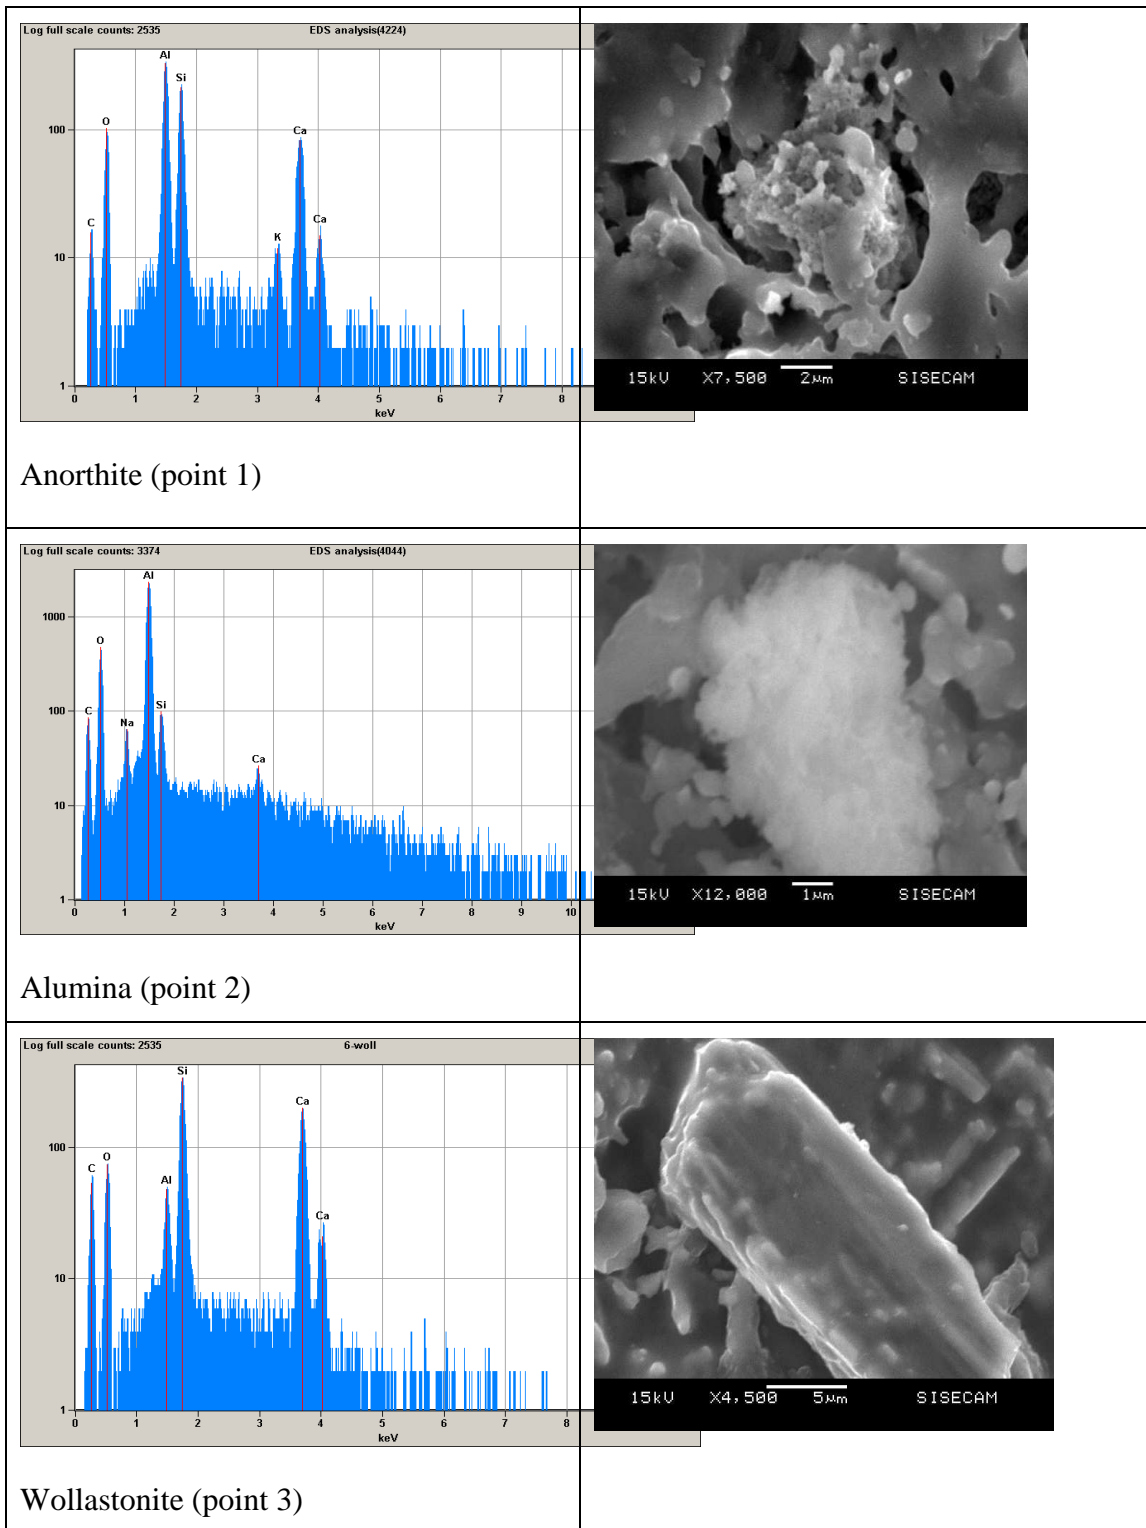 Log full scale counts: 2535 EDS analysis(4224)
Al
Si
O
100
Ca
C
Ca
K
10
1
0 1 2 3 4 5 6 7 8
keV
15kV X7,500 2μm SISECAM
Anorthite (point 1)
Log full scale counts: 3374 EDS analysis(4044)
Al
1000
O
C
100
Na
Si
Ca
10
1
0 1 2 3 4 5 6 7 8 9 10
keV
15kV X12,000 1μm SISECAM
Alumina (point 2)
Log full scale counts: 2535 6-woll
Si
Ca
100
C
O
Al
Ca
10
1
0 1 2 3 4 5 6 7 8
keV
15kV X4,500 5μm SISECAM
Wollastonite (point 3)